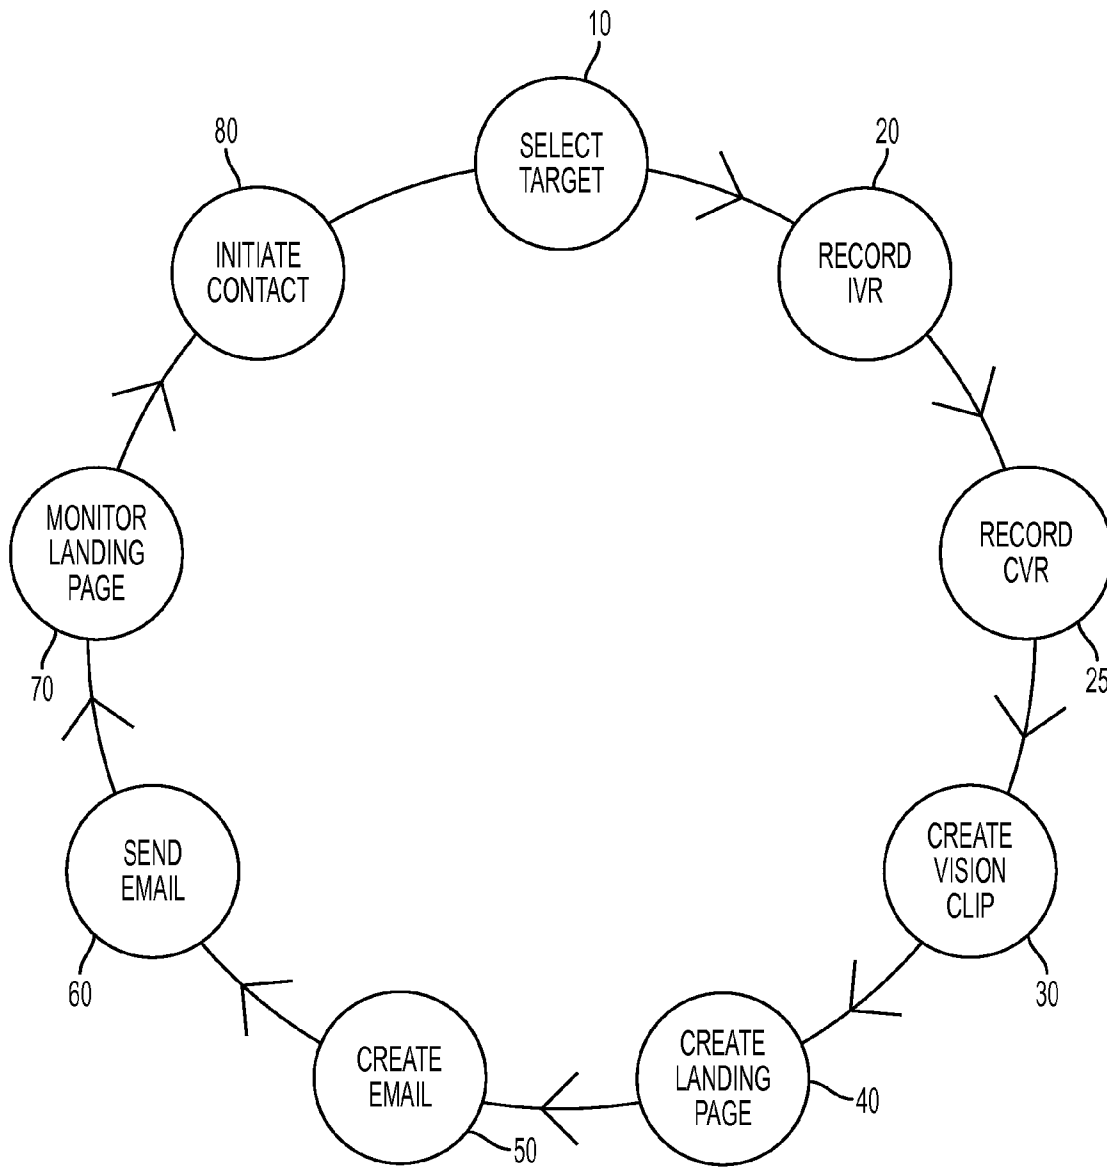 10
SELECT
TARGET
20
RECORD
IVR
RECORD
CVR
25
CREATE
VISION
CLIP
30
CREATE
LANDING
PAGE
40
CREATE
EMAIL
50
SEND
EMAIL
60
MONITOR
LANDING
PAGE
70
80
INITIATE
CONTACT